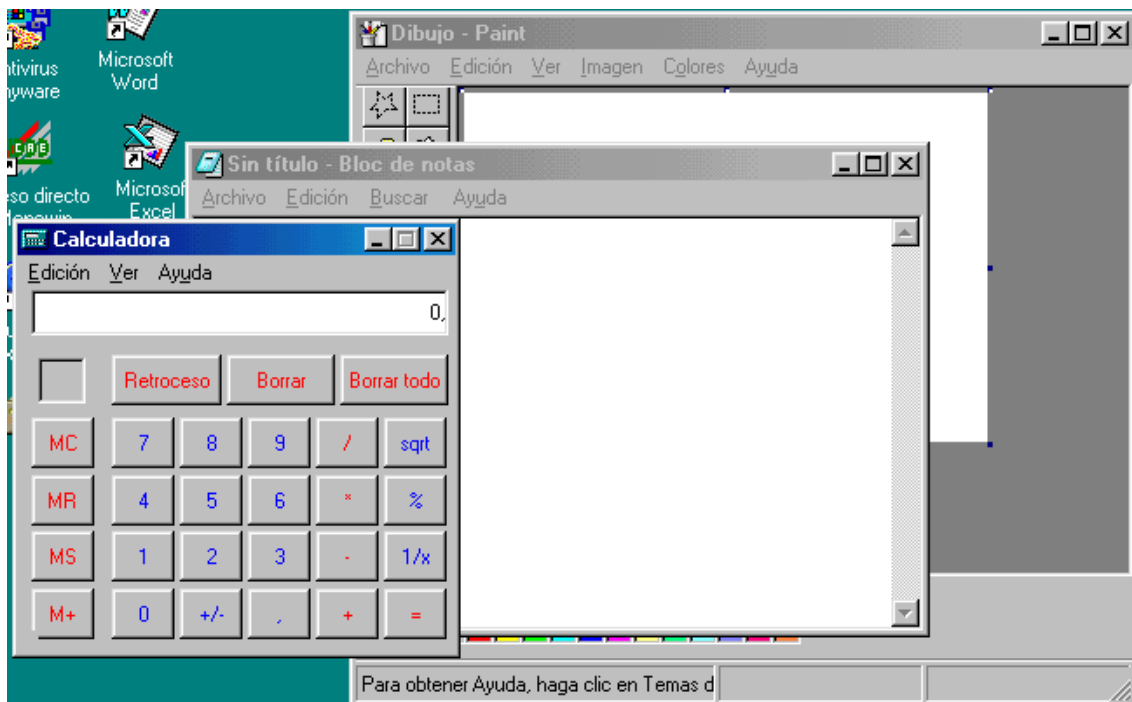 Microsoft
Word
Microsoft
Excel
Dibujo - Paint
Archivo Edición Ver Imagen Colores Ayuda
Sin título - Bloc de notas
Archivo Edición Buscar Ayuda
Calculadora
Edición Ver Ayuda
0,
Retroceso Borrar Borrar todo
MC 7 8 9 / sqrt
MR 4 5 6 * %
MS 1 2 3 - 1/x
M+ 0 +/- , + =
Para obtener Ayuda, haga clic en Temas d